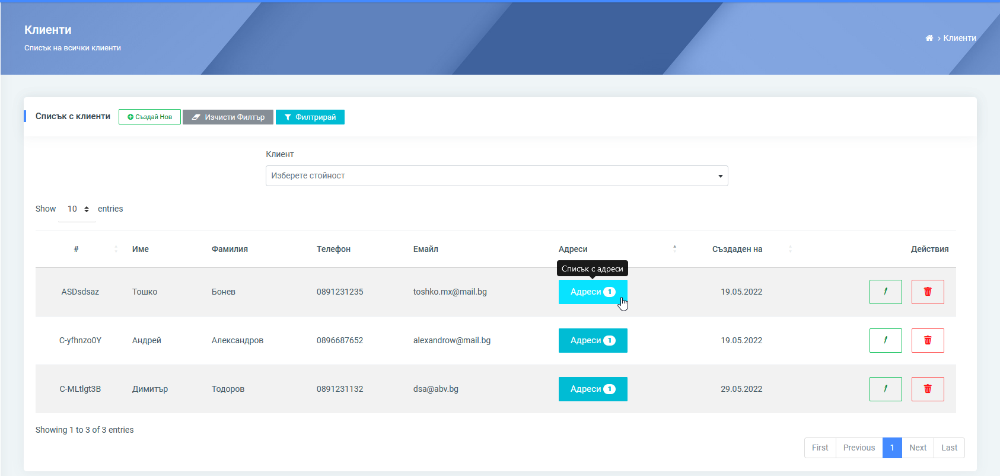 Клиенти
Списък на всички клиенти
Клиенти
Списък с клиенти
Създай Нов
Изчисти Филтър
Филтрирай
Клиент
Изберете стойност
Show 10 entries
# Име Фамилия Телефон Емайл Адреси Създаден на Действия
Списък с адреси
ASDsdsaz Тошко Бонев 0891231235 toshko.mx@mail.bg Адреси 1 19.05.2022
C-yfhnzo0Y Андрей Александров 0896687652 alexandrow@mail.bg Адреси 1 19.05.2022
C-MLtlgt3B Димитър Тодоров 0891231132 dsa@abv.bg Адреси 1 29.05.2022
Showing 1 to 3 of 3 entries
First Previous 1 Next Last